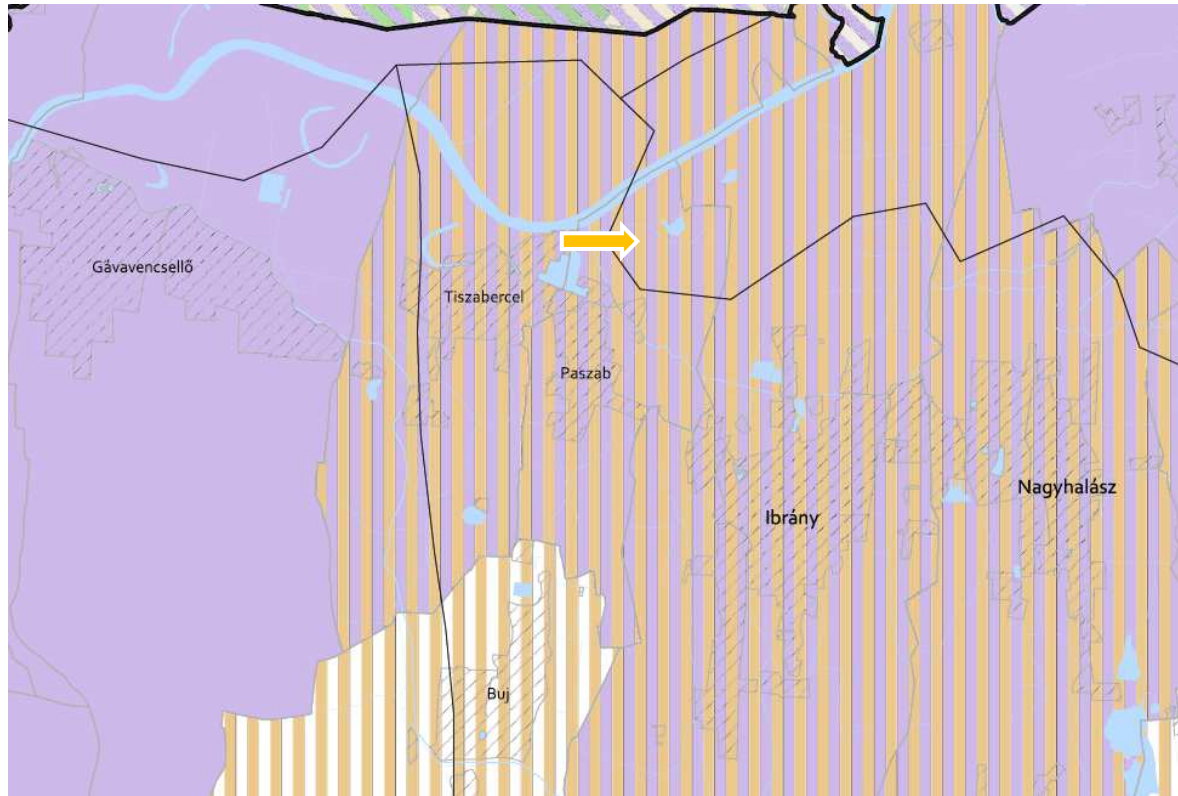 Gávavencsellő
Tiszabercel
Paszab
Nagyhalász
Ibrány
Buj